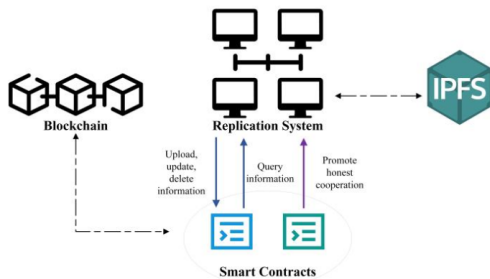 IPFS
Blockchain
Replication System
Upload,
update,
delete
information
Query
information
Promote
honest
cooperation
Smart Contracts